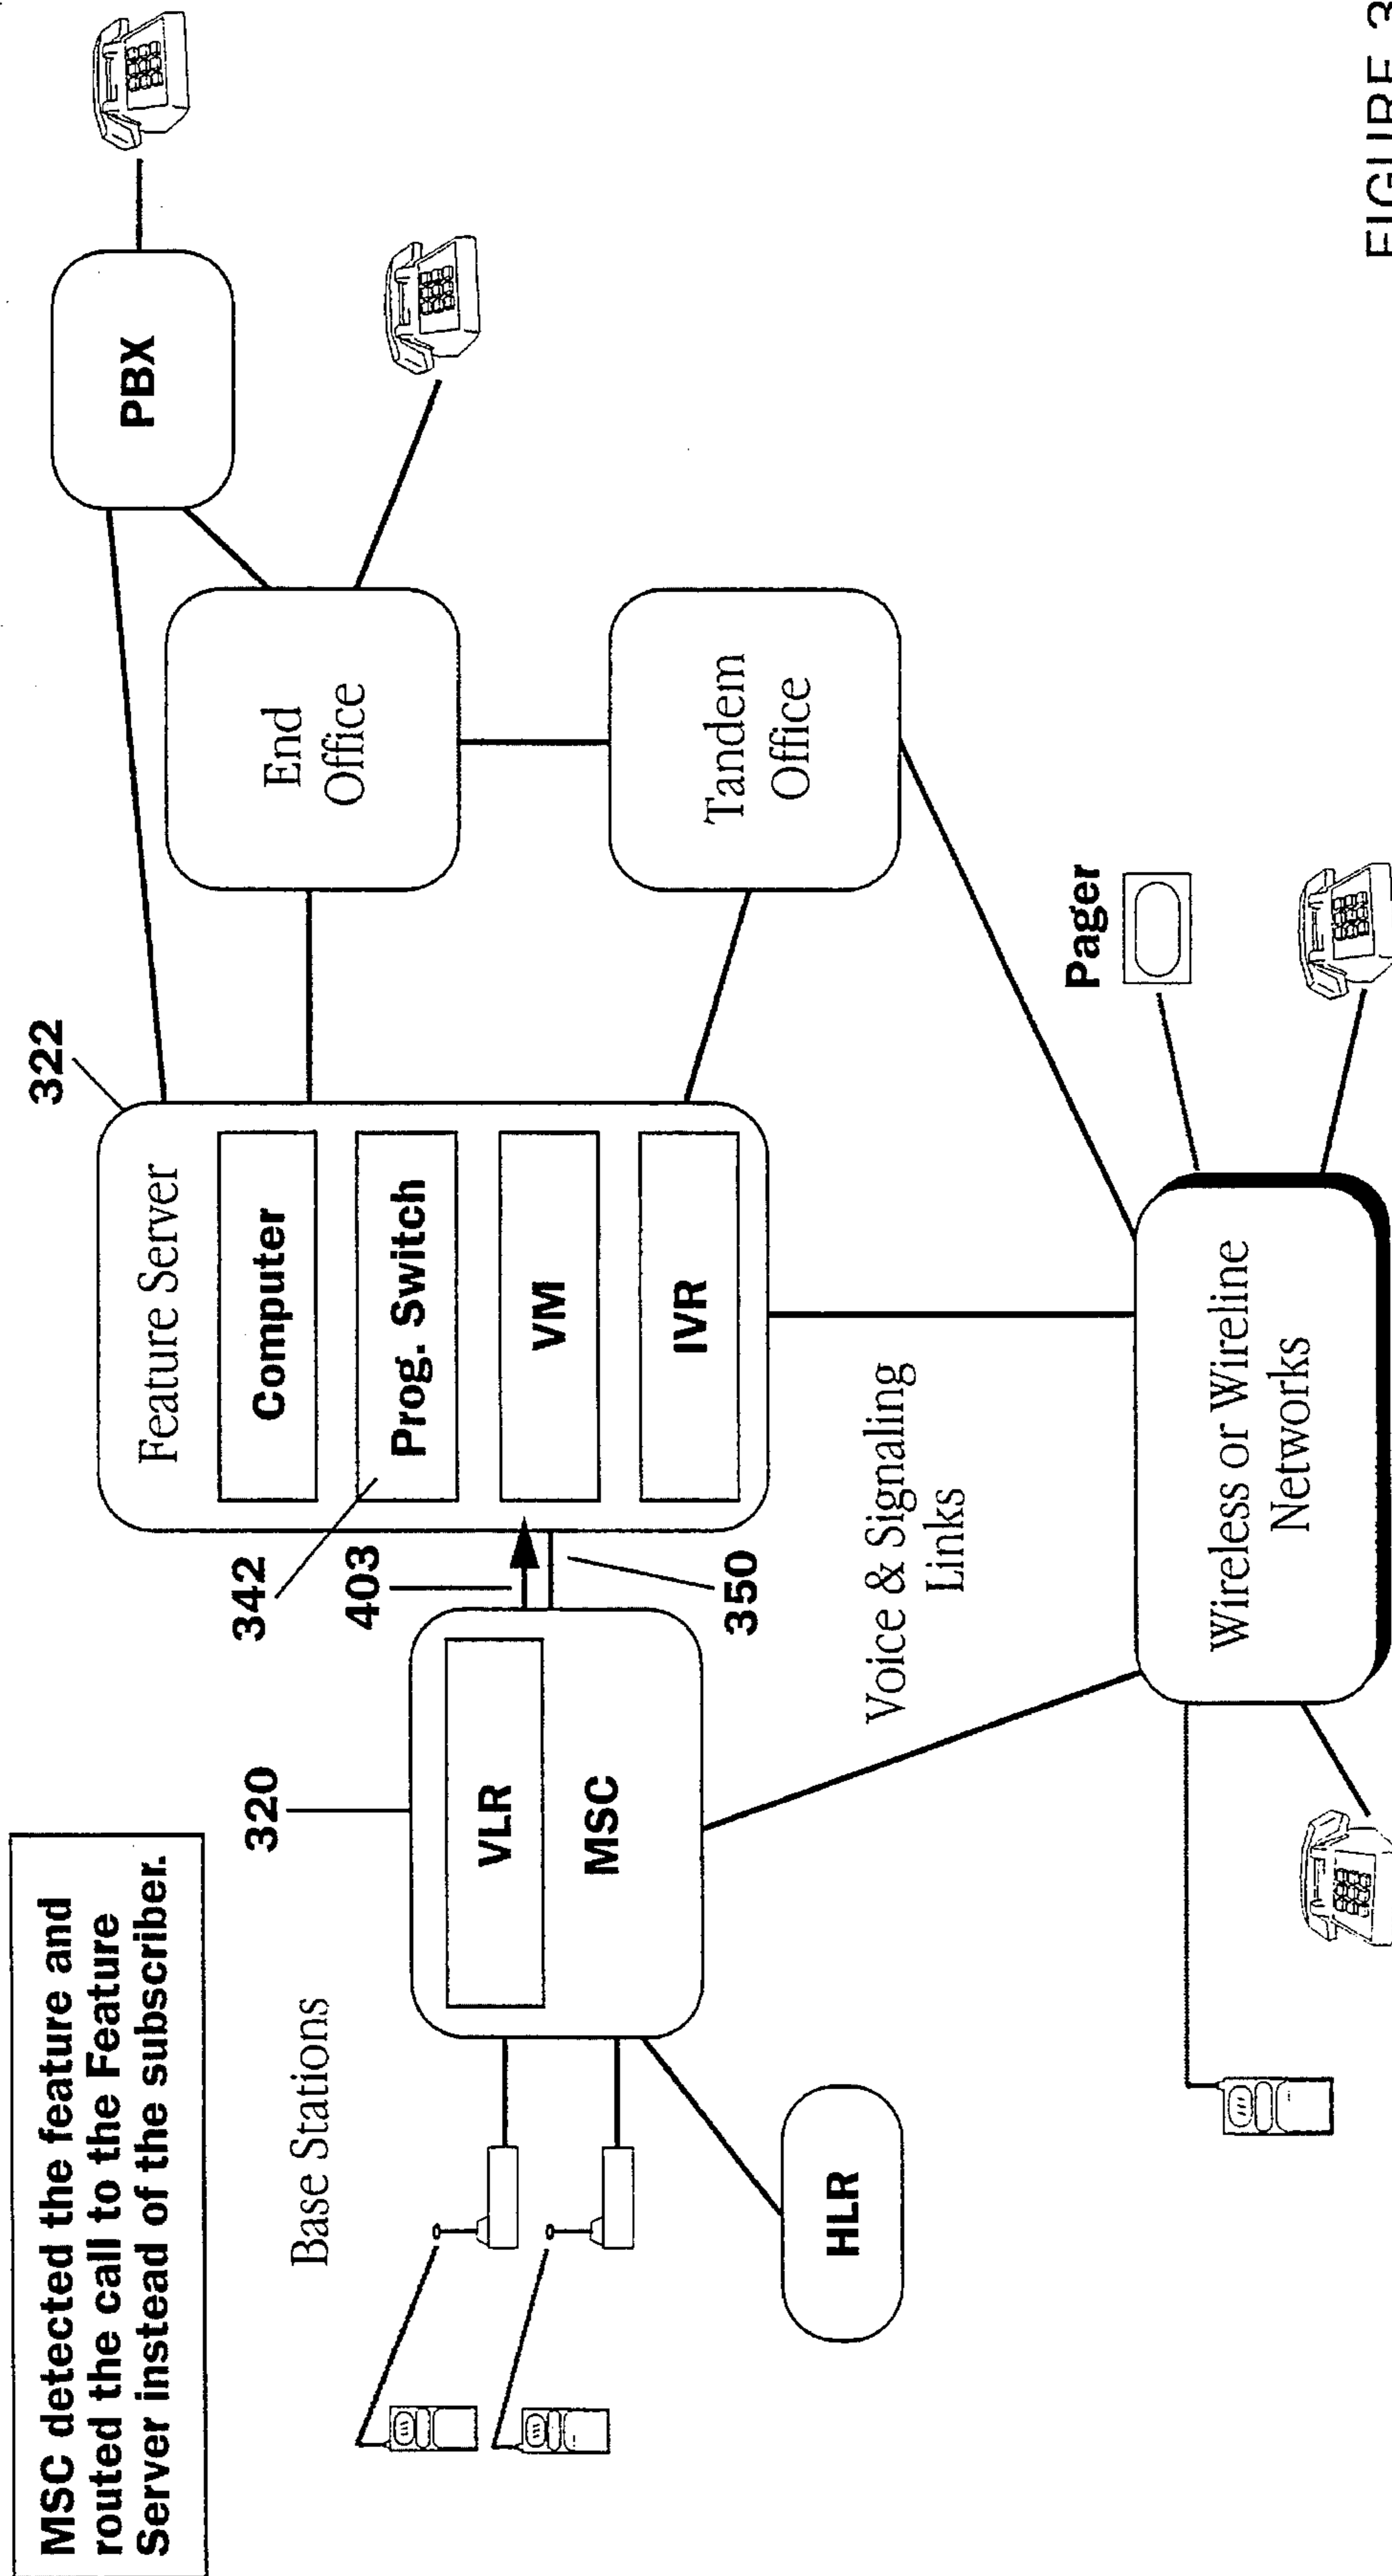 MSC detected the feature and
routed the call to the Feature
Server instead of the subscriber.
Base Stations
320
VLR
MSC
HLR
342
403
350
322
Feature Server
Computer
Prog. Switch
VM
IVR
Voice & Signaling
Links
PBX
End
Office
Tandem
Office
Pager
Wireless or Wireline
Networks
FIGURE 3